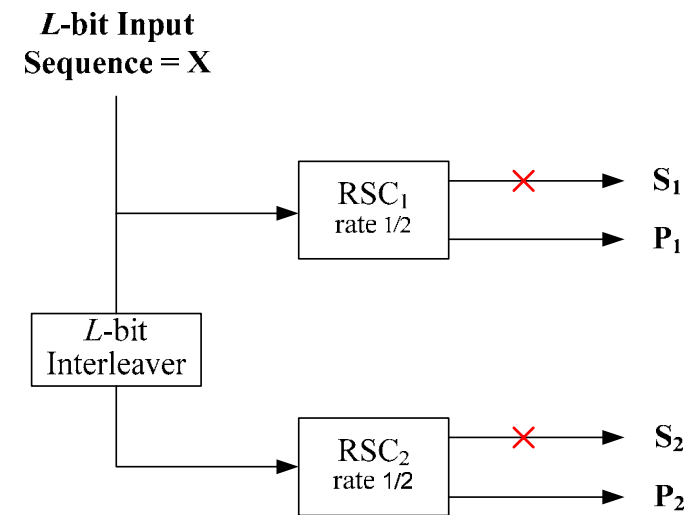 L-bit Input
Sequence = X
RSC₁
rate 1/2
S₁
P₁
L-bit
Interleaver
RSC₂
rate 1/2
S₂
P₂